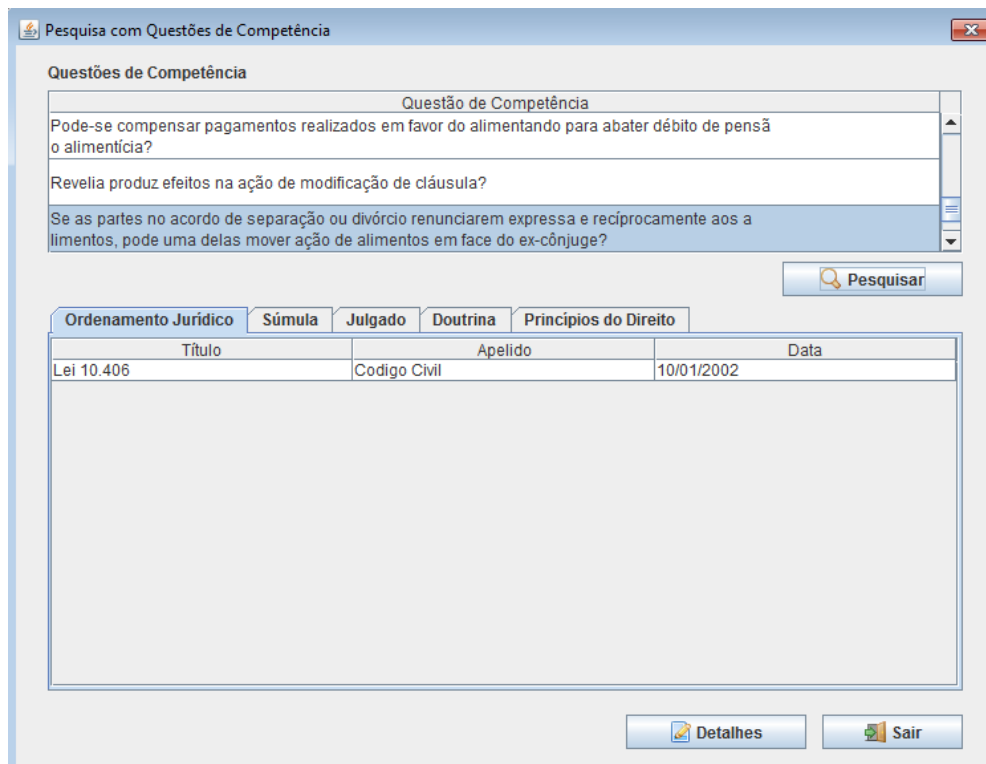 Pesquisa com Questões de Competência
Questões de Competência
Questão de Competência
Pode-se compensar pagamentos realizados em favor do alimentando para abater débito de pensã
o alimentícia?
Revelia produz efeitos na ação de modificação de cláusula?
Se as partes no acordo de separação ou divórcio renunciarem expressa e recíprocamente aos a
limentos, pode uma delas mover ação de alimentos em face do ex-cônjuge?
Pesquisar
Ordenamento Jurídico Súmula Julgado Doutrina Princípios do Direito
Título Apelido Data
Lei 10.406 Codigo Civil 10/01/2002
Detalhes Sair